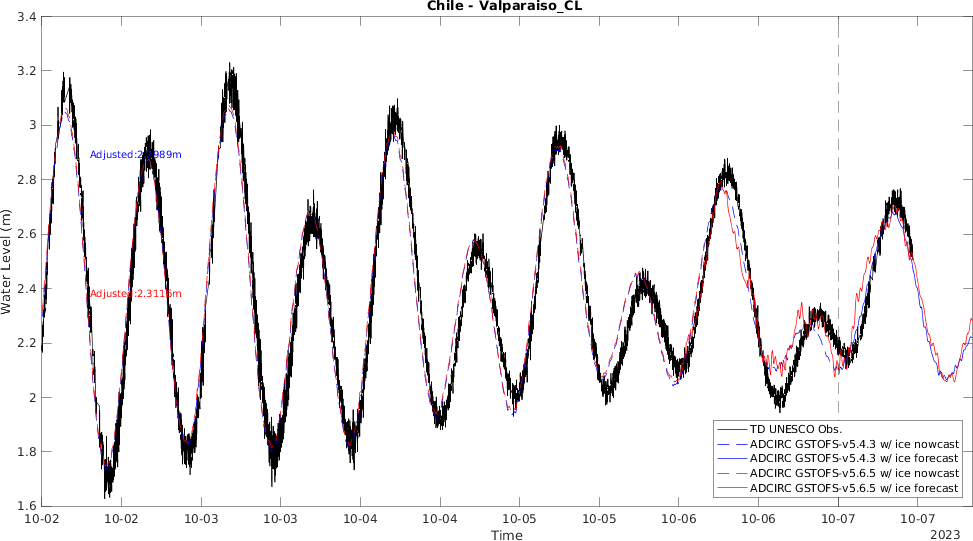 Chile - Valparaiso_CL
3.4
3.2
3
2.8
2.6
2.4
2.2
2
1.8
1.6
Water Level (m)
Adjusted:
Adjusted:2.311
TD UNESCO Obs.
ADCIRC GSTOFS-v5.4.3 w/ ice nowcast
ADCIRC GSTOFS-v5.4.3 w/ ice forecast
ADCIRC GSTOFS-v5.6.5 w/ ice nowcast
ADCIRC GSTOFS-v5.6.5 w/ ice forecast
10-02 10-02 10-03 10-03 10-04 10-04 10-05 10-05 10-06 10-06 10-07 10-07
Time
2023